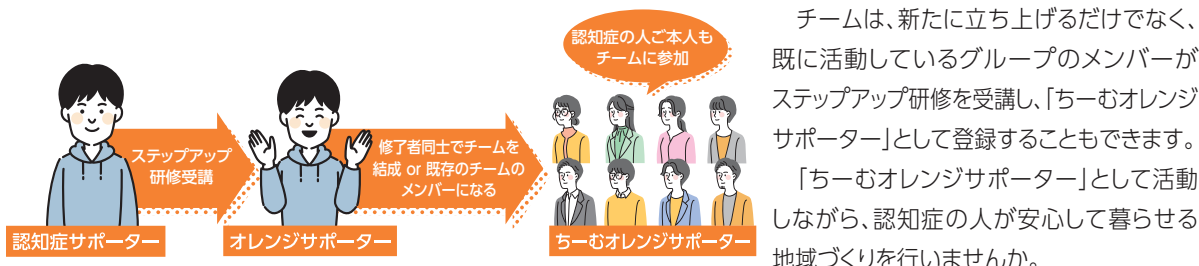 認知症の人ご本人も
チームに参加
ステップアップ
研修受講
修了者同士でチームを
結成 or 既存のチームの
メンバーになる
認知症サポーター
オレンジサポーター
ちーむオレンジサポーター
チームは、新たに立ち上げるだけでなく、
既に活動しているグループのメンバーが
ステップアップ研修を受講し、「ちーむオレンジ
サポーター」として登録することもできます。
「ちーむオレンジサポーター」として活動
しながら、認知症の人が安心して暮らせる
地域づくりを行いませんか。